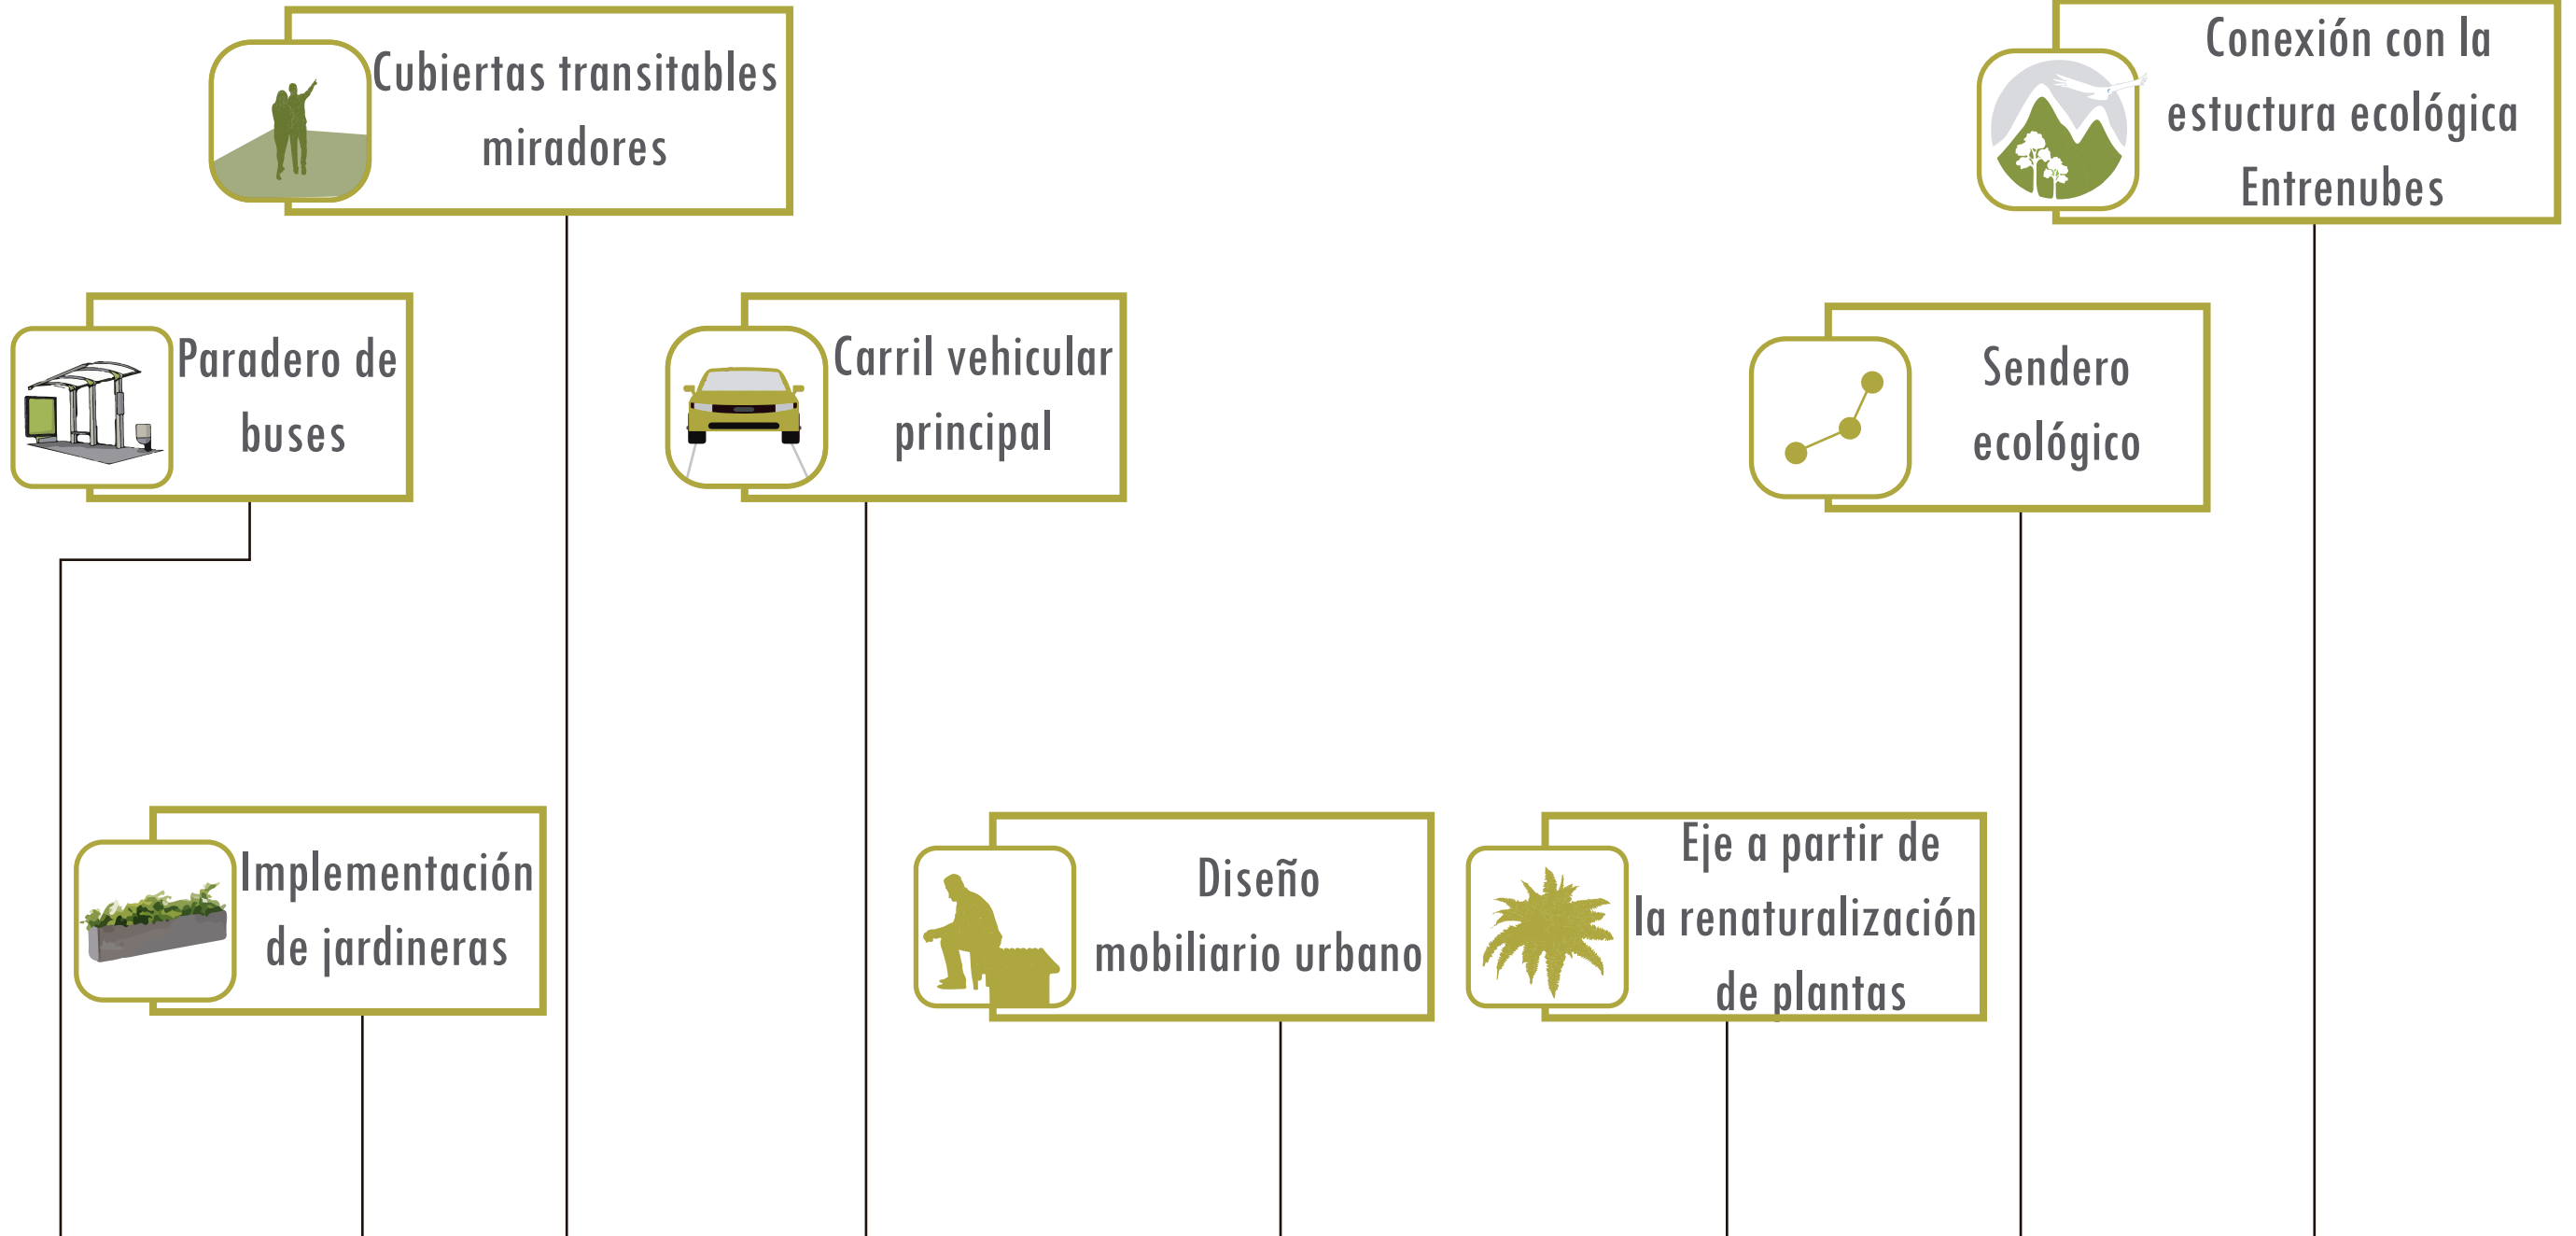 Cubiertas transitables
miradores
Conexión con la
estuctura ecológica
Entrenubes
Paradero de
buses
Carril vehicular
principal
Sendero
ecológico
Implementación
de jardineras
Diseño
mobiliario urbano
Eje a partir de
la renaturalización
de plantas